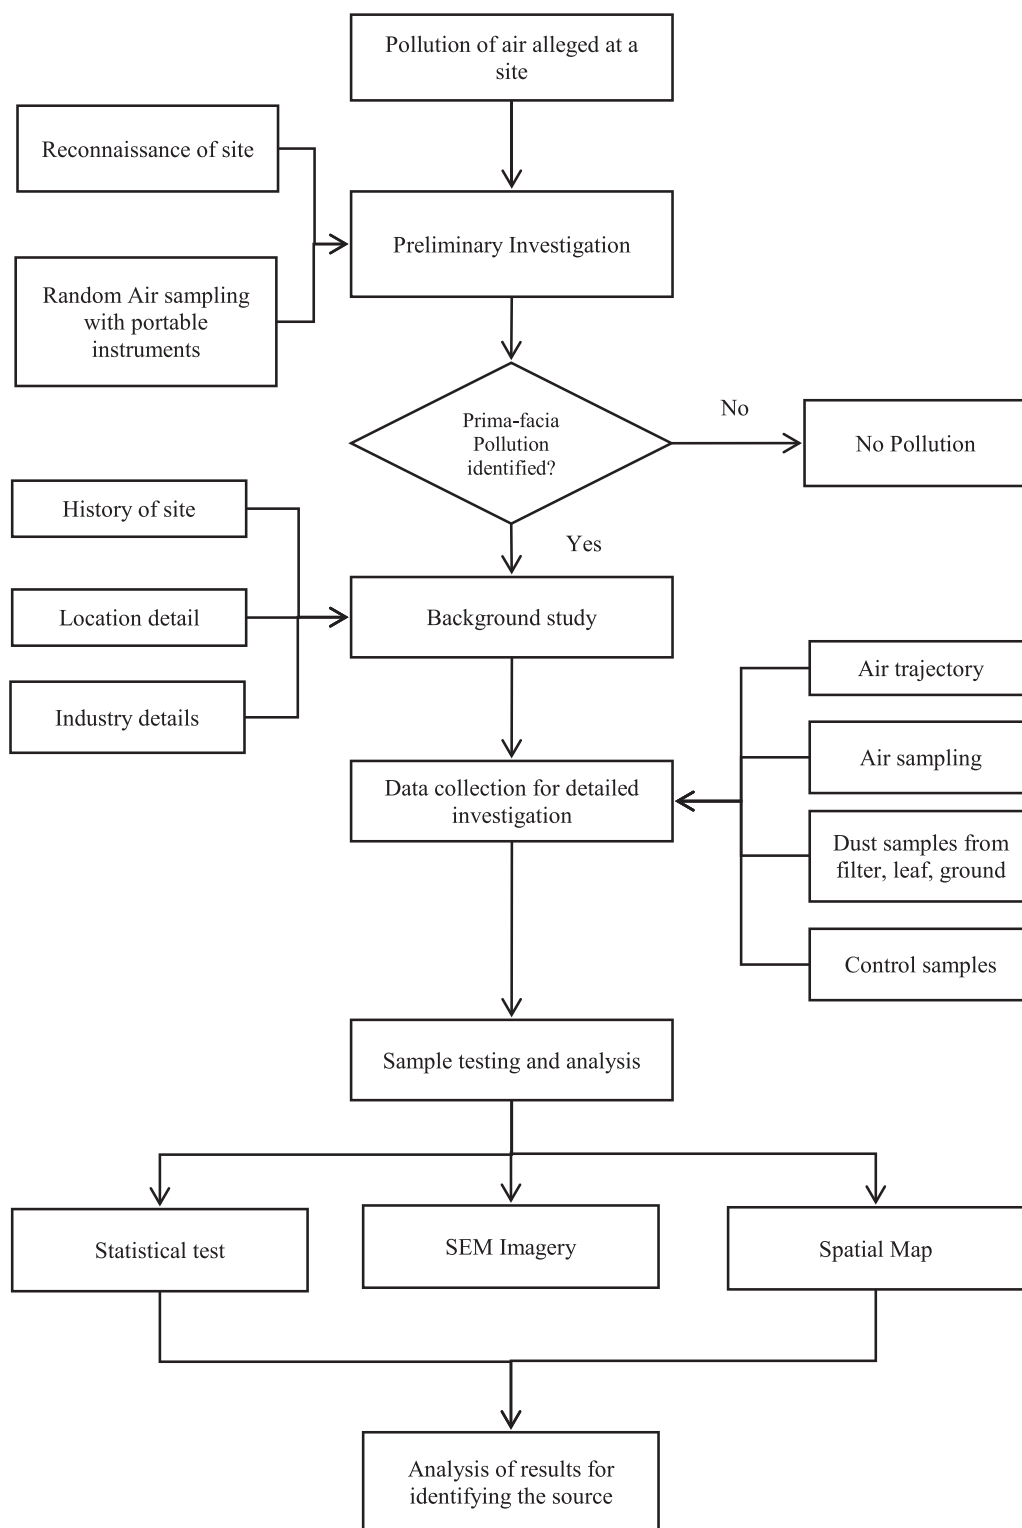 Pollution of air alleged at a
site
Reconnaissance of site
Preliminary Investigation
Random Air sampling
with portable
instruments
Prima-facia
Pollution
identified?
No
No Pollution
Yes
History of site
Location detail
Background study
Industry details
Air trajectory
Air sampling
Data collection for detailed
investigation
Dust samples from
filter, leaf, ground
Control samples
Sample testing and analysis
Statistical test
SEM Imagery
Spatial Map
Analysis of results for
identifying the source